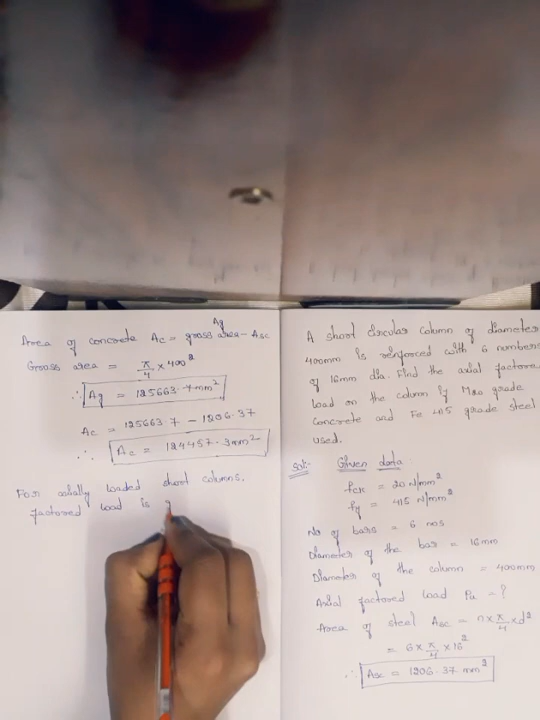 Area of concrete Ac = gross area - Asc
Ag
Gross area = π/4 × 400²
∴ Ag = 125663.7 mm²
Ac = 125663.7 - 1206.37
∴ Ac = 124457.3 mm²
For axially loaded short columns,
factored load is
A short circular column of diameter
400mm is reinforced with 6 numbers
of 16mm dia. Find the axial factored
load on the column if M20 grade
concrete and Fe 415 grade steel
used.
Sol:- Given data:
fck = 20 N/mm²
fy = 415 N/mm²
No of bars = 6 nos
Diameter of the bar = 16mm
Diameter of the column = 400mm
Axial factored load Pu = ?
Area of steel Asc = n × π/4 × d²
= 6 × π/4 × 16²
∴ Asc = 1206.37 mm²